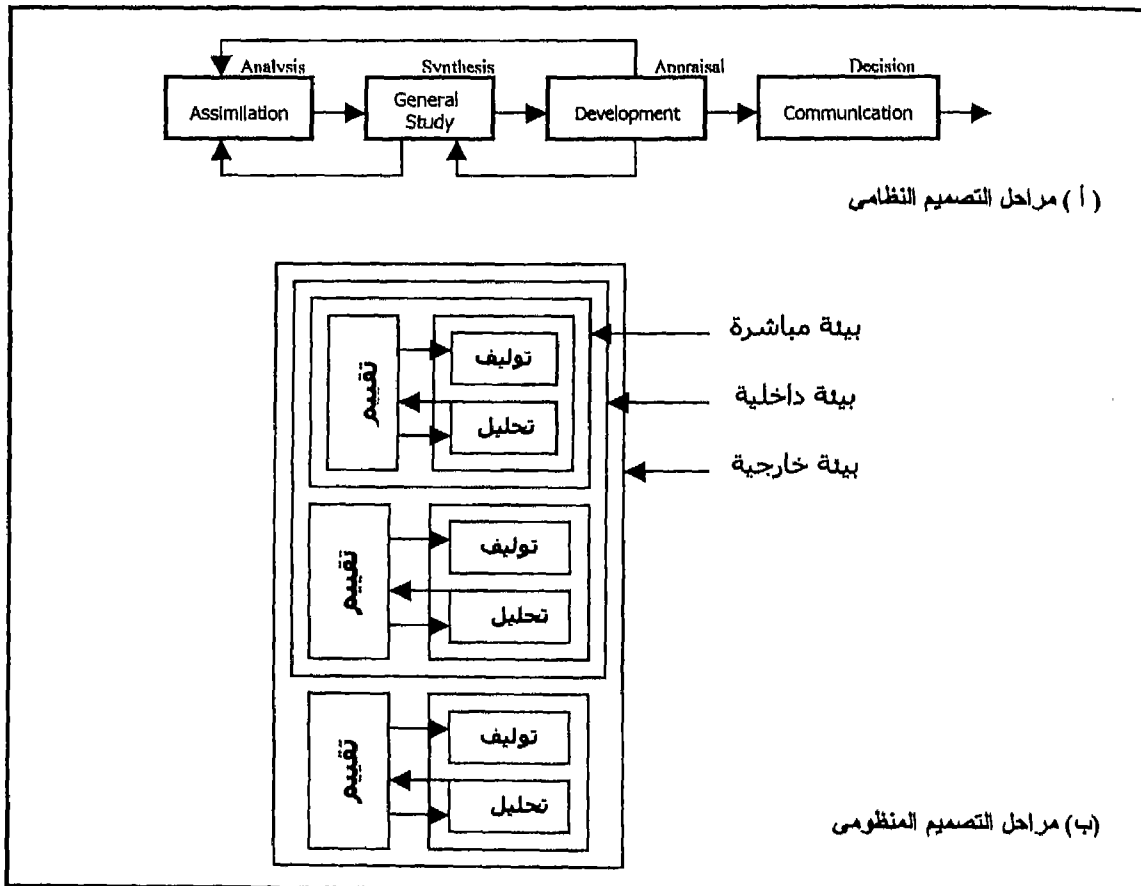 Analysis Synthesis Appraisal Decision
Assimilation
General
Study
Development
Communication
( أ ) مراحل التصميم النظامى
بيئة مباشرة
بيئة داخلية
بيئة خارجية
تقييم
توليف
تحليل
تقييم
توليف
تحليل
تقييم
توليف
تحليل
(ب) مراحل التصميم المنظومى